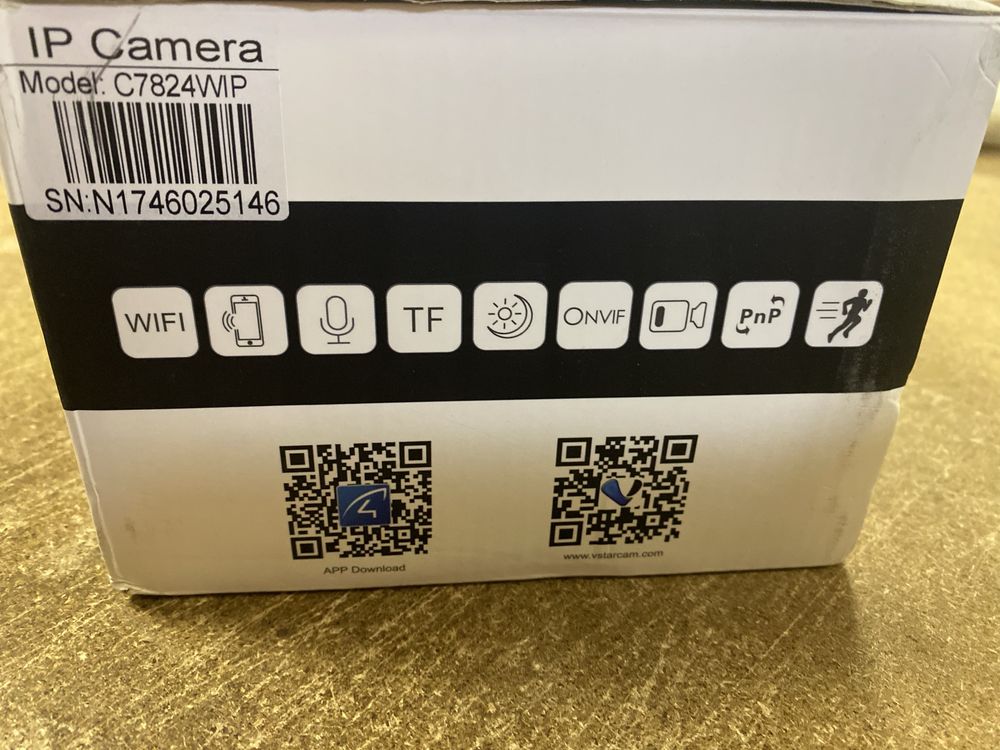 IP Camera
Model: C7824WIP
SN:N1746025146
WIFI
TF
ONVIF
PnP
APP Download
www.vstarcam.com